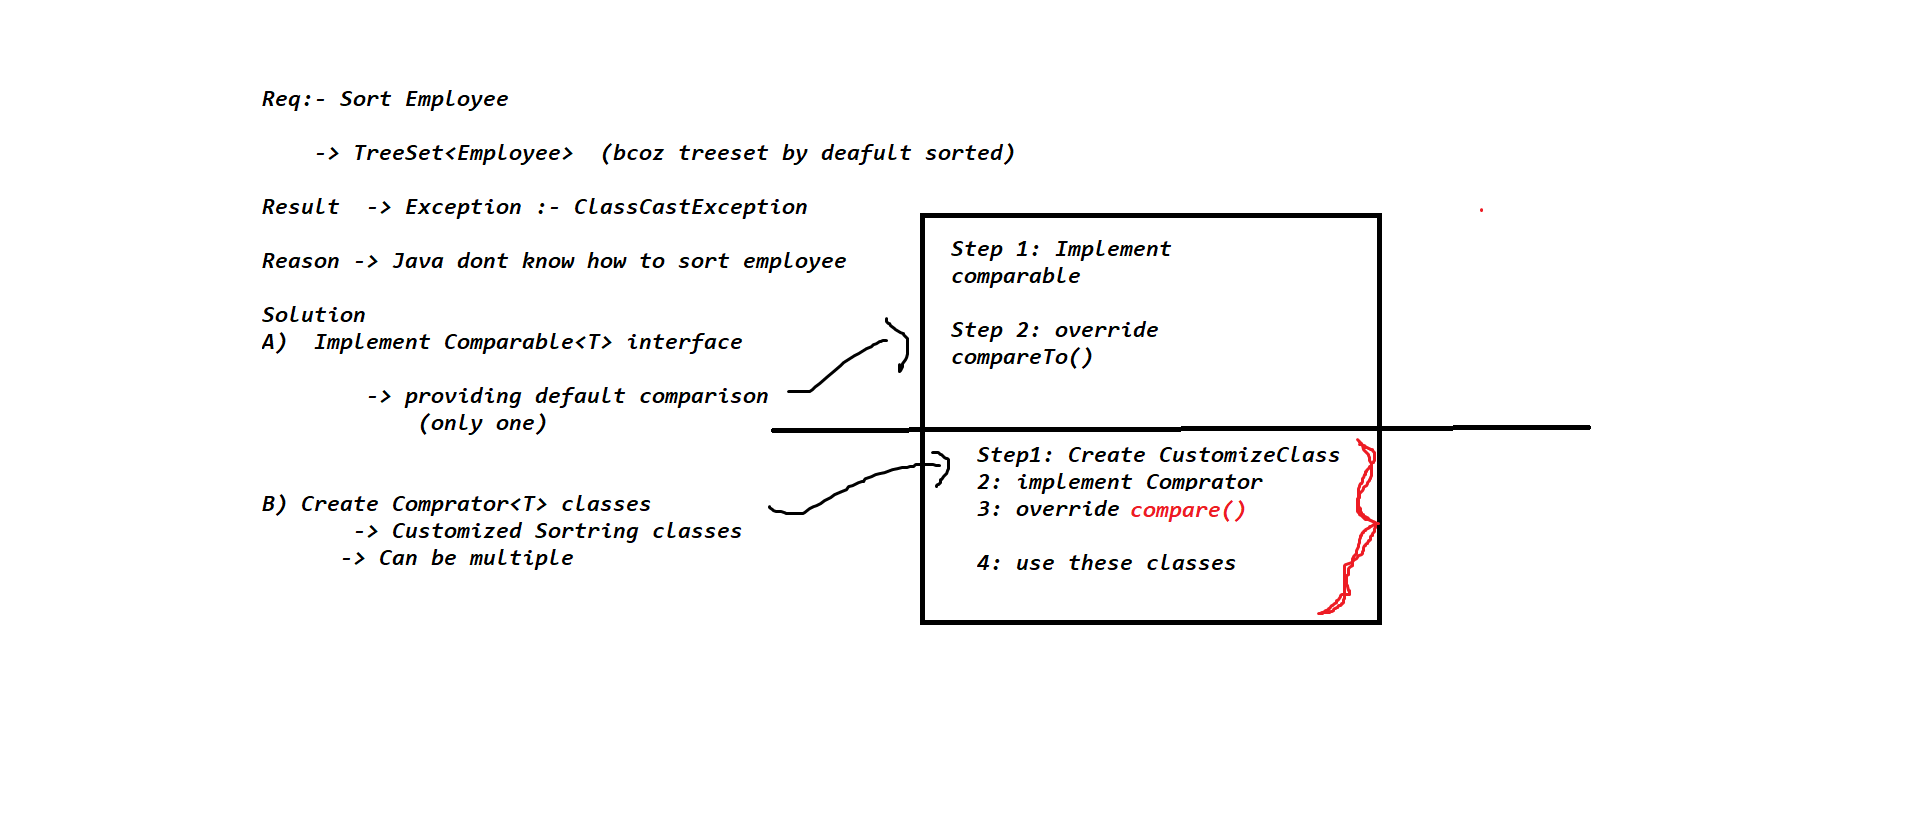 Req:- Sort Employee
-> TreeSet<Employee>  (bcoz treeset by deafult sorted)
Result  -> Exception :- ClassCastException
Reason -> Java dont know how to sort employee
Solution
A)  Implement Comparable<T> interface
-> providing default comparison
(only one)
B) Create Comprator<T> classes
-> Customized Sortring classes
-> Can be multiple
Step 1: Implement
comparable
Step 2: override
compareTo()
Step1: Create CustomizeClass
2: implement Comprator
3: override compare()
4: use these classes